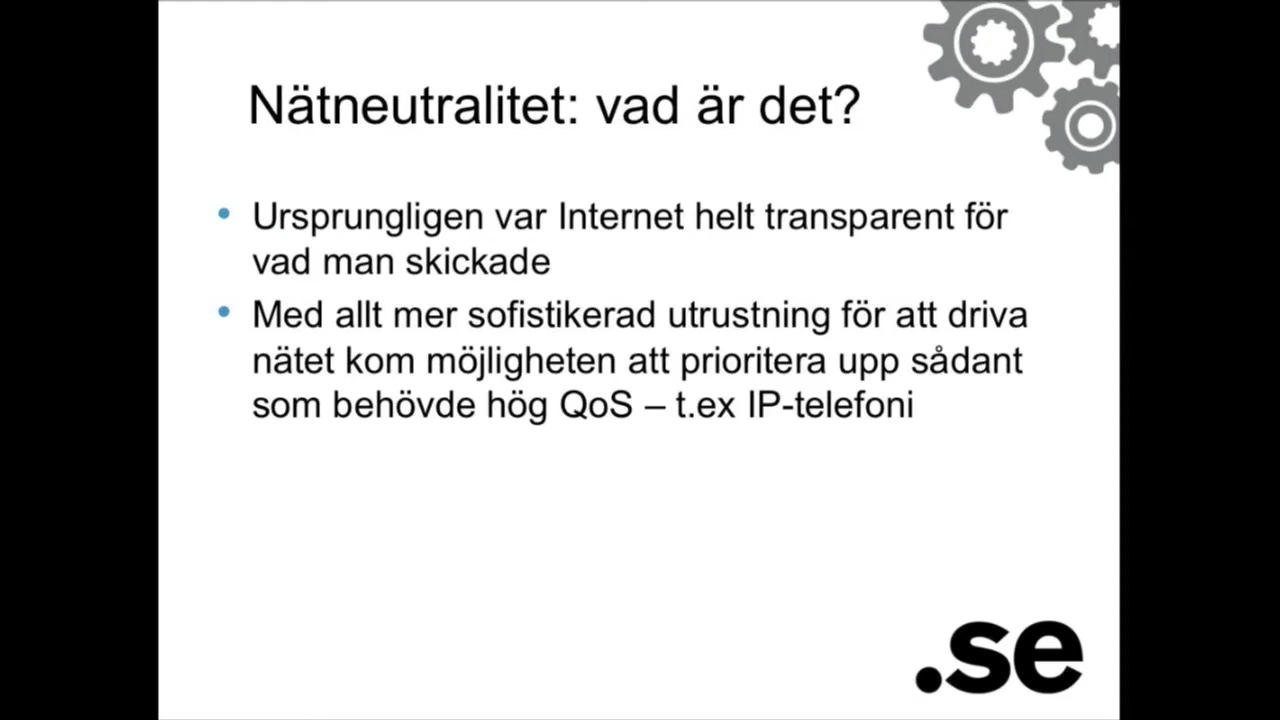 Nätneutralitet: vad är det?
• Ursprungligen var Internet helt transparent för
vad man skickade
• Med allt mer sofistikerad utrustning för att driva
nätet kom möjligheten att prioritera upp sådant
som behövde hög QoS – t.ex IP-telefoni
.se